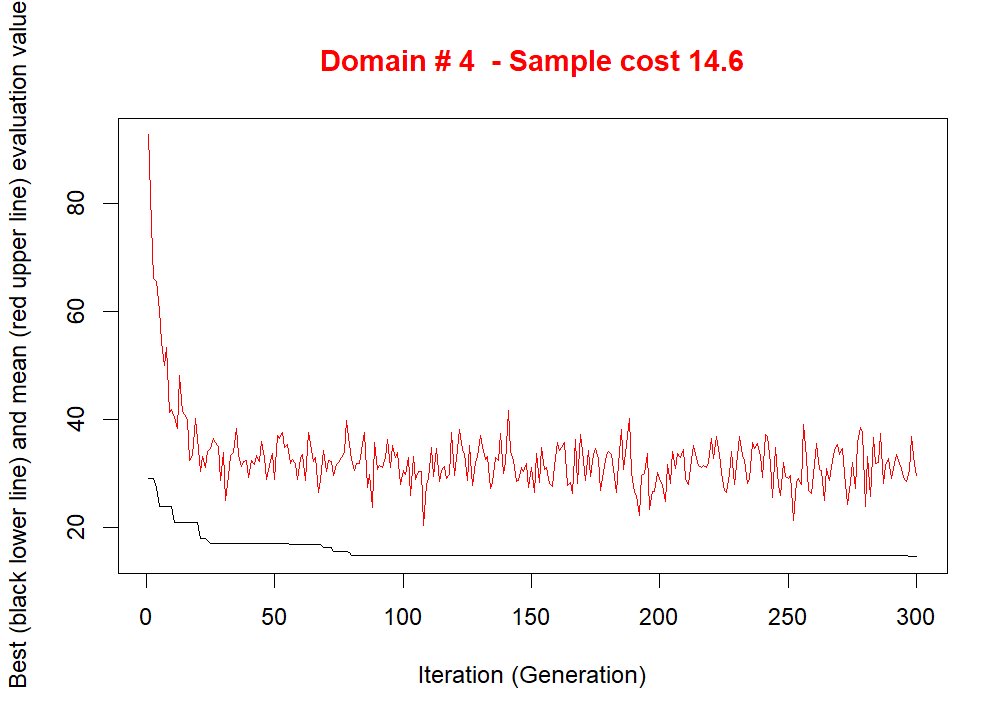 Domain # 4  - Sample cost 14.6
Best (black lower line) and mean (red upper line) evaluation value
80
60
40
20
0 50 100 150 200 250 300
Iteration (Generation)